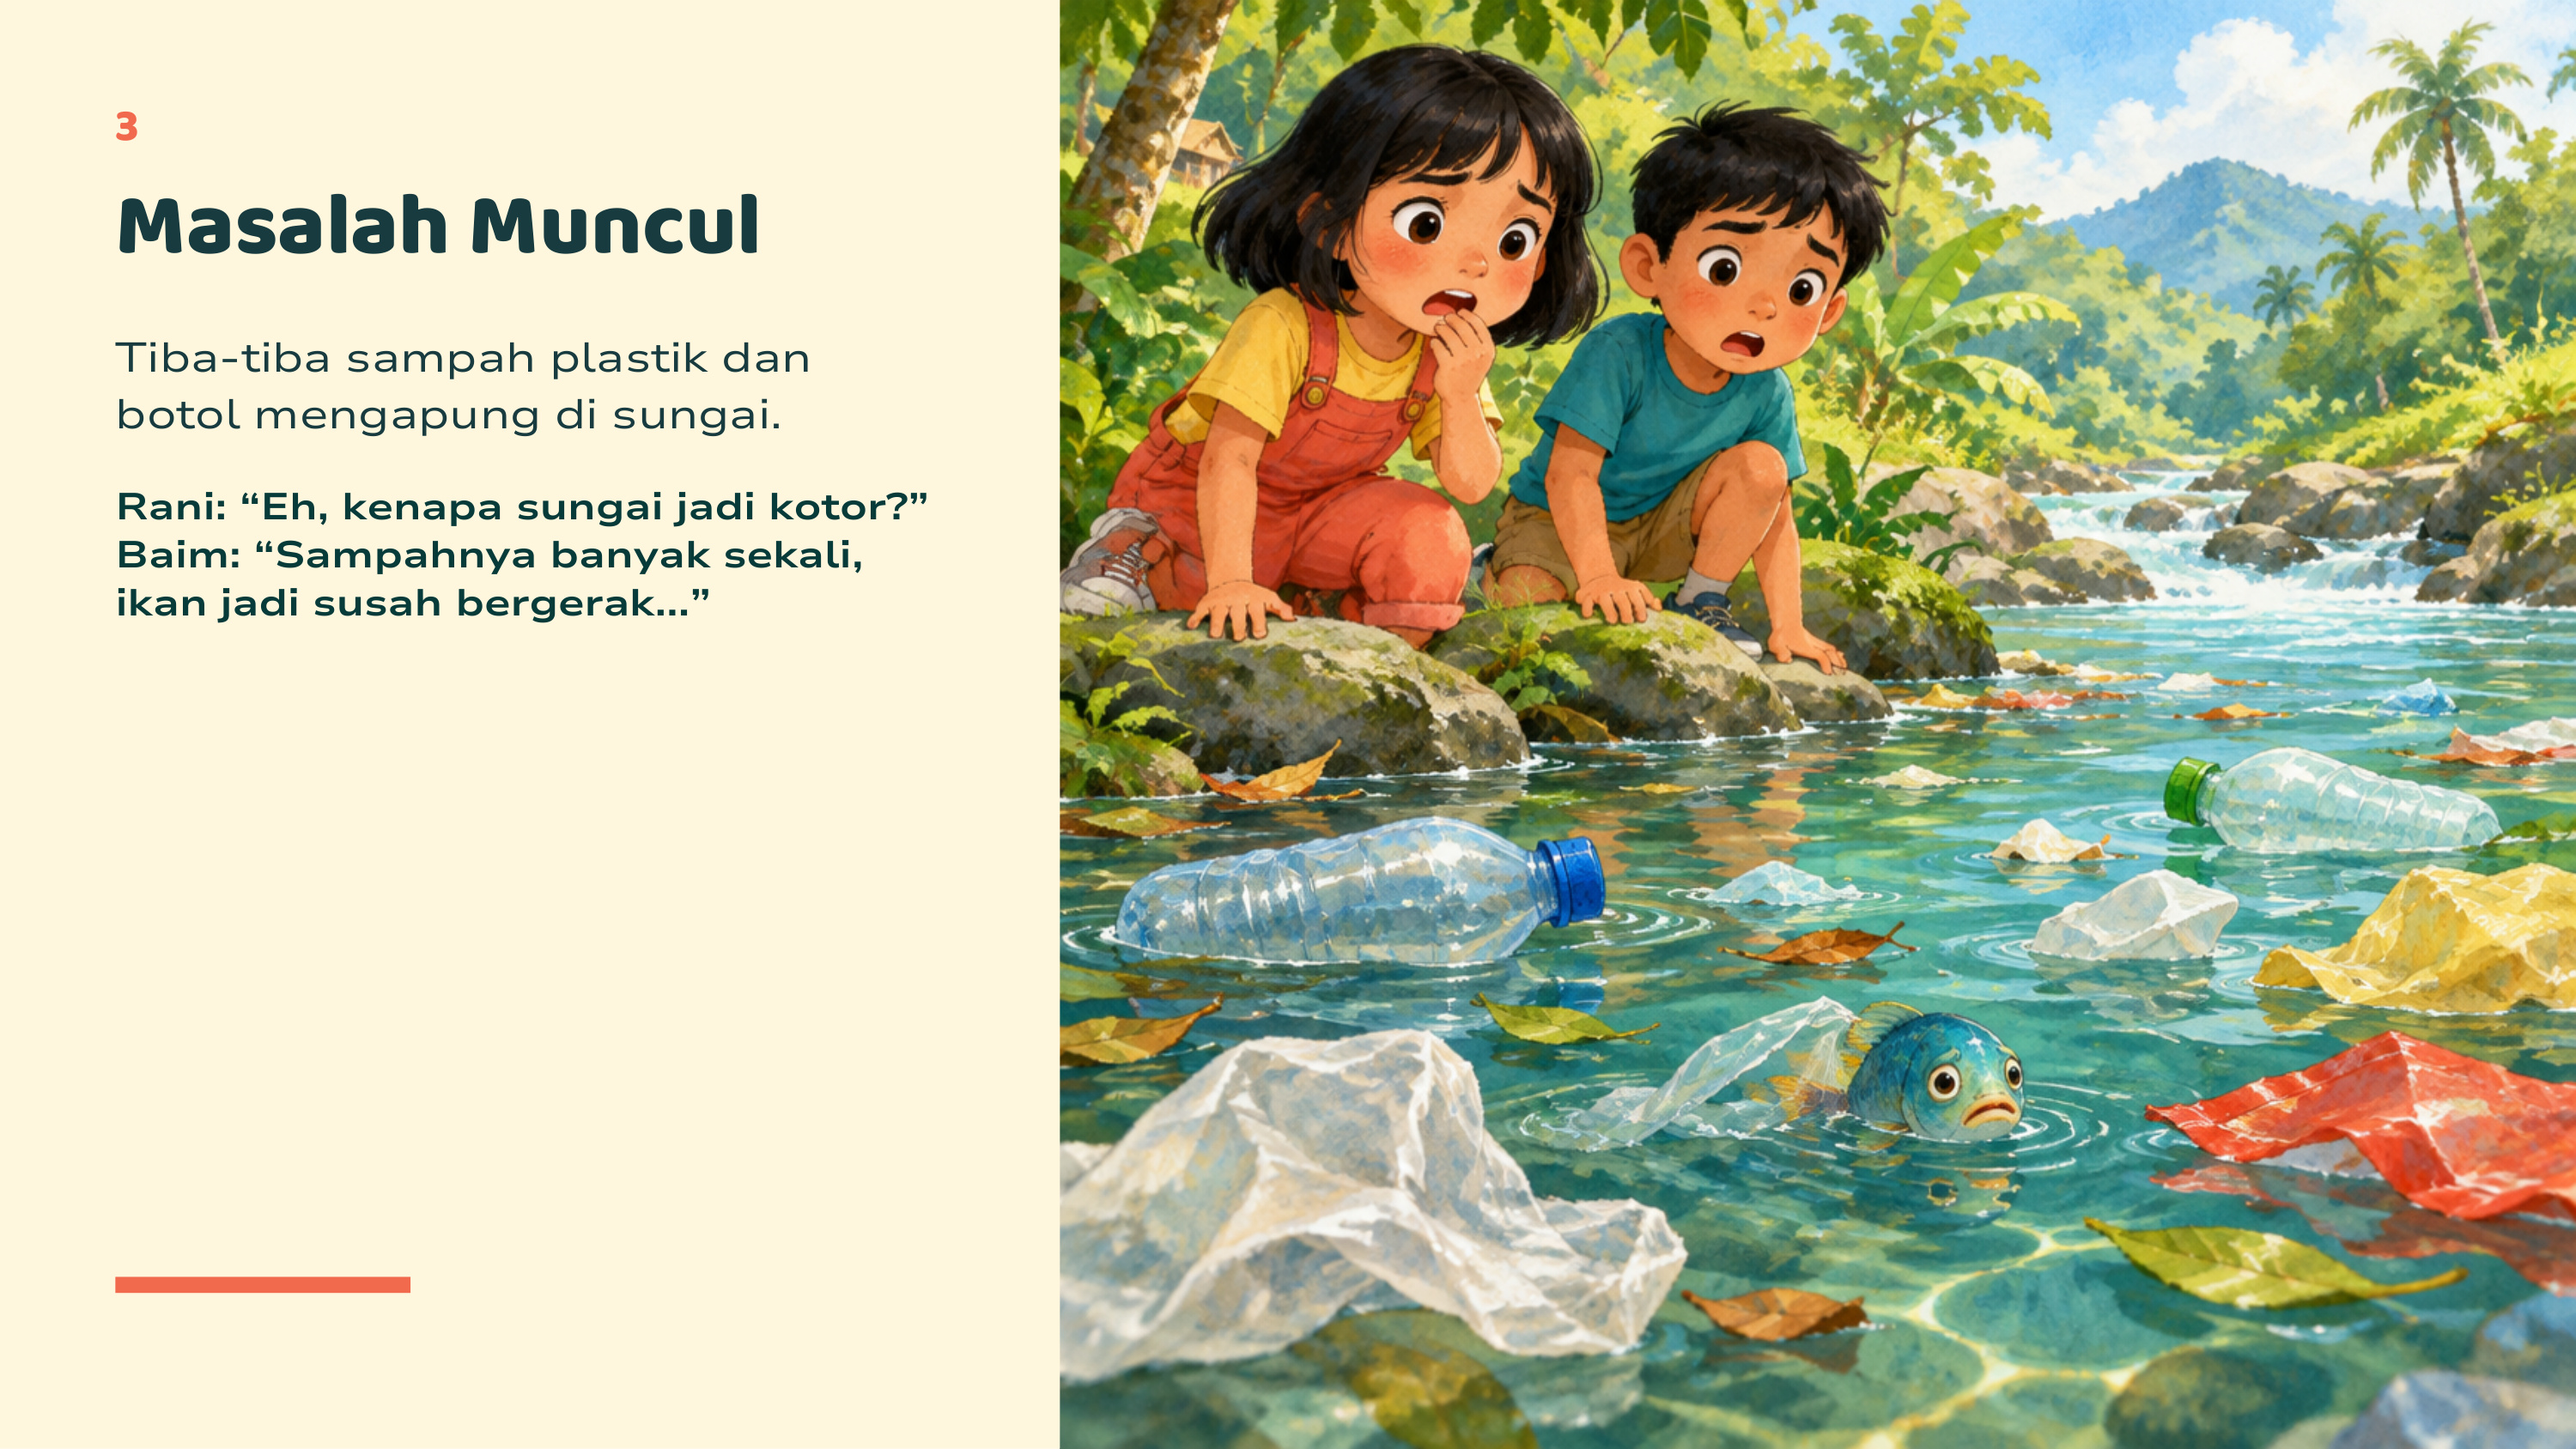 3
Masalah Muncul
Tiba-tiba sampah plastik dan
botol mengapung di sungai.
Rani: “Eh, kenapa sungai jadi kotor?”
Baim: “Sampahnya banyak sekali,
ikan jadi susah bergerak...”